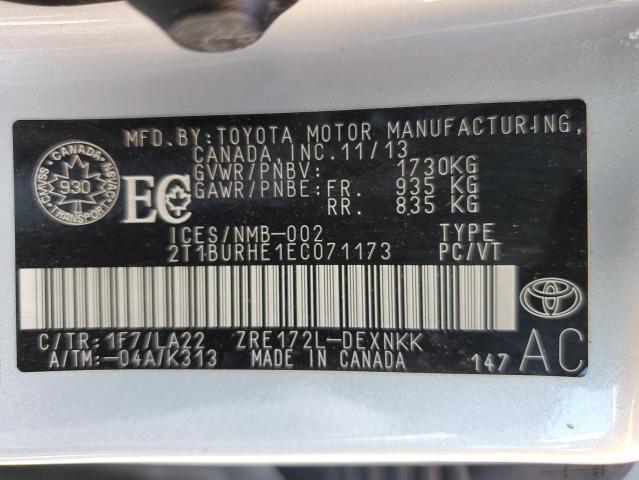 MFD.BY:TOYOTA MOTOR MANUFACTURING,
CANADA,INC.11/13
GVWR/PNBV: 1730KG
GAWR/PNBE:FR. 935 KG
RR. 835 KG
CANADA
SMVSS NSVAC
930
TRANSPORT
EC
ICES/NMB-002 TYPE
2T1BURHE1EC071173 PC/VT
C/TR:1F7/LA22 ZRE172L-DEXNKK
A/TM:-04A/K313 MADE IN CANADA 147 AC